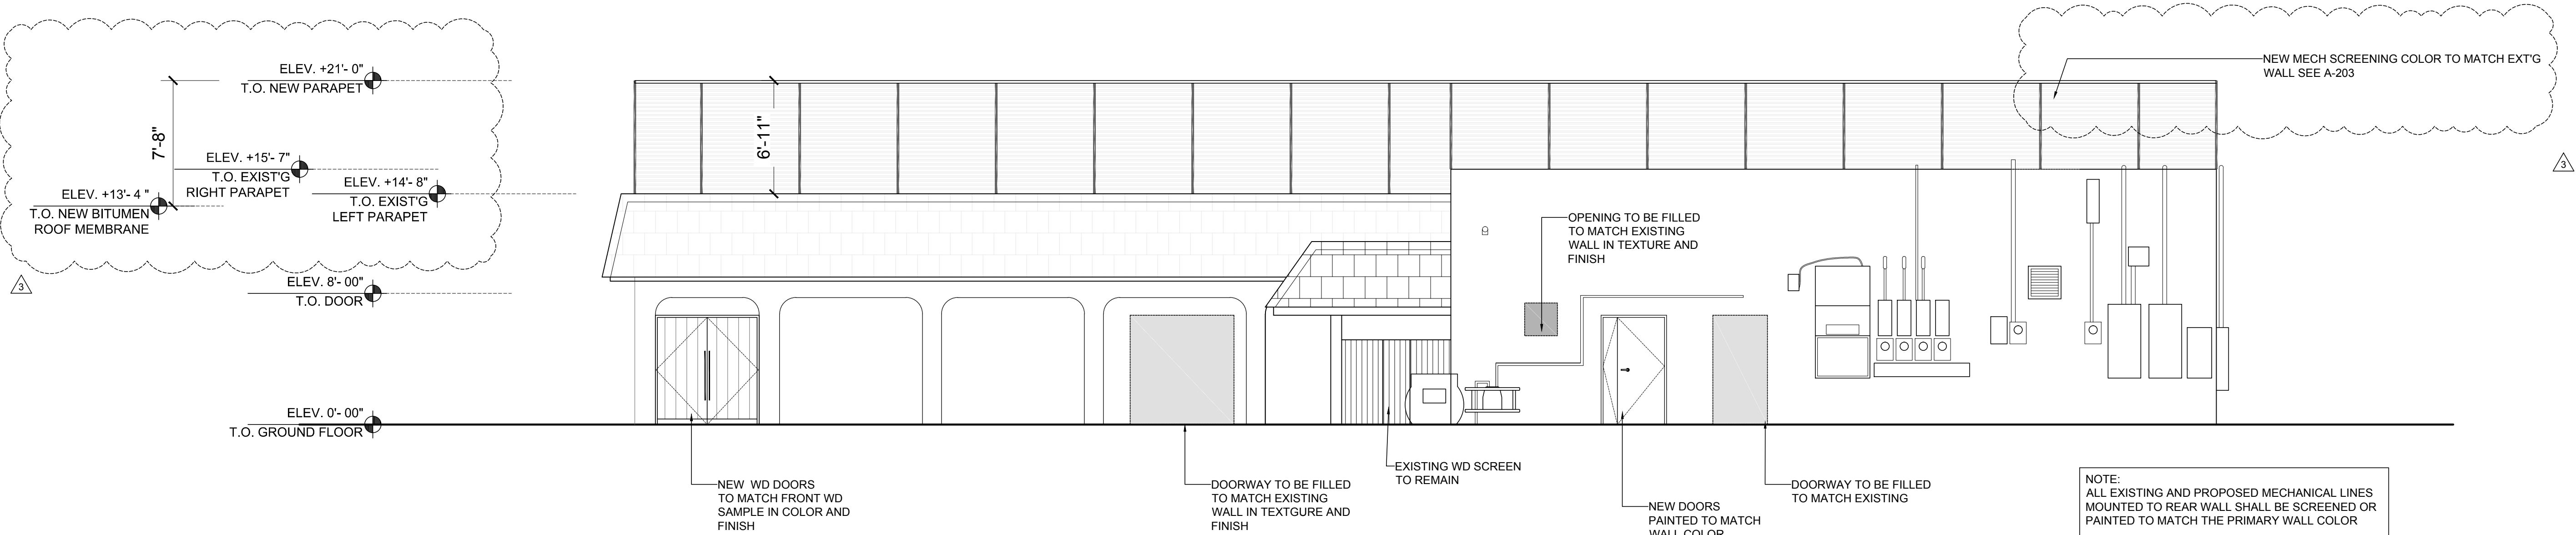 ELEV. +21'- 0"
T.O. NEW PARAPET
7'-8"
ELEV. +15'- 7"
T.O. EXIST'G
RIGHT PARAPET
ELEV. +14'- 8"
T.O. EXIST'G
LEFT PARAPET
ELEV. +13'- 4 "
T.O. NEW BITUMEN
ROOF MEMBRANE
3
ELEV. 8'- 00"
T.O. DOOR
ELEV. 0'- 00"
T.O. GROUND FLOOR
6'-11"
NEW MECH SCREENING COLOR TO MATCH EXT'G
WALL SEE A-203
3
OPENING TO BE FILLED
TO MATCH EXISTING
WALL IN TEXTURE AND
FINISH
NEW WD DOORS
TO MATCH FRONT WD
SAMPLE IN COLOR AND
FINISH
DOORWAY TO BE FILLED
TO MATCH EXISTING
WALL IN TEXTGURE AND
FINISH
EXISTING WD SCREEN
TO REMAIN
NEW DOORS
PAINTED TO MATCH
WALL COLOR
DOORWAY TO BE FILLED
TO MATCH EXISTING
NOTE:
ALL EXISTING AND PROPOSED MECHANICAL LINES
MOUNTED TO REAR WALL SHALL BE SCREENED OR
PAINTED TO MATCH THE PRIMARY WALL COLOR